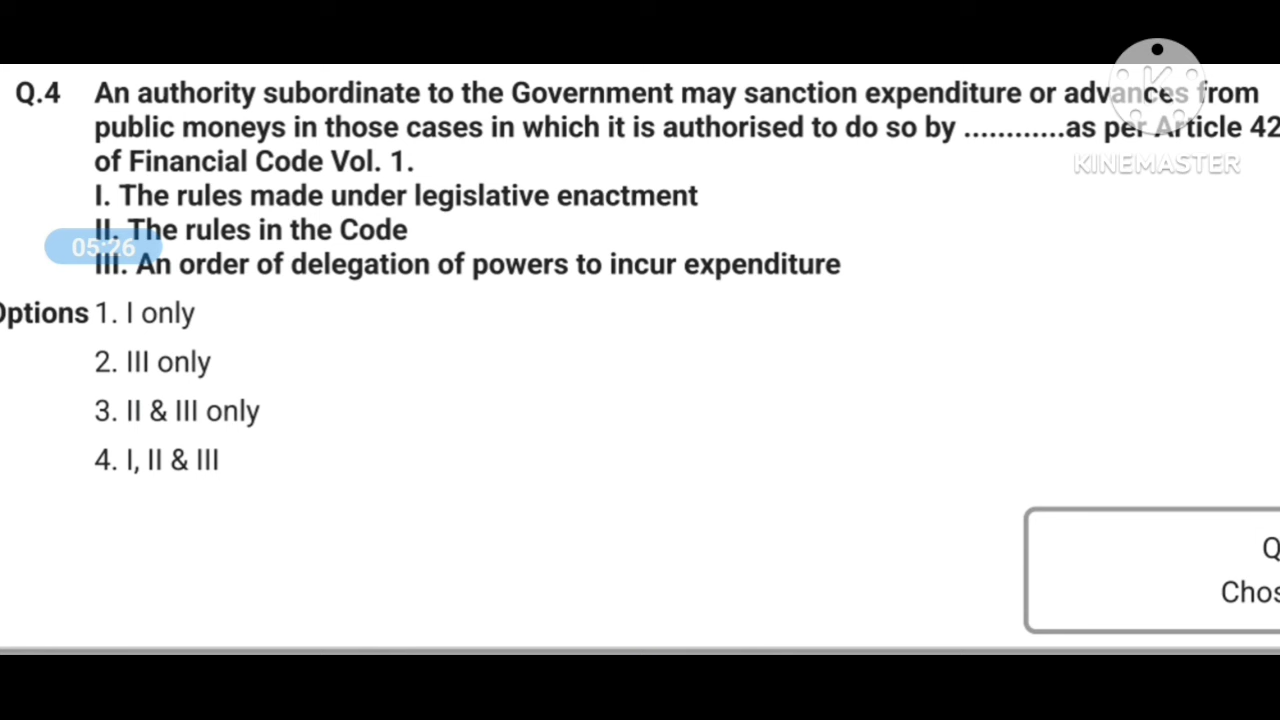 Q.4 An authority subordinate to the Government may sanction expenditure or advances from
public moneys in those cases in which it is authorised to do so by ............as per Article 42
of Financial Code Vol. 1.
I. The rules made under legislative enactment
II. The rules in the Code
05:26
III. An order of delegation of powers to incur expenditure
Options 1. I only
2. III only
3. II & III only
4. I, II & III
Q
Chos
KINEMASTER